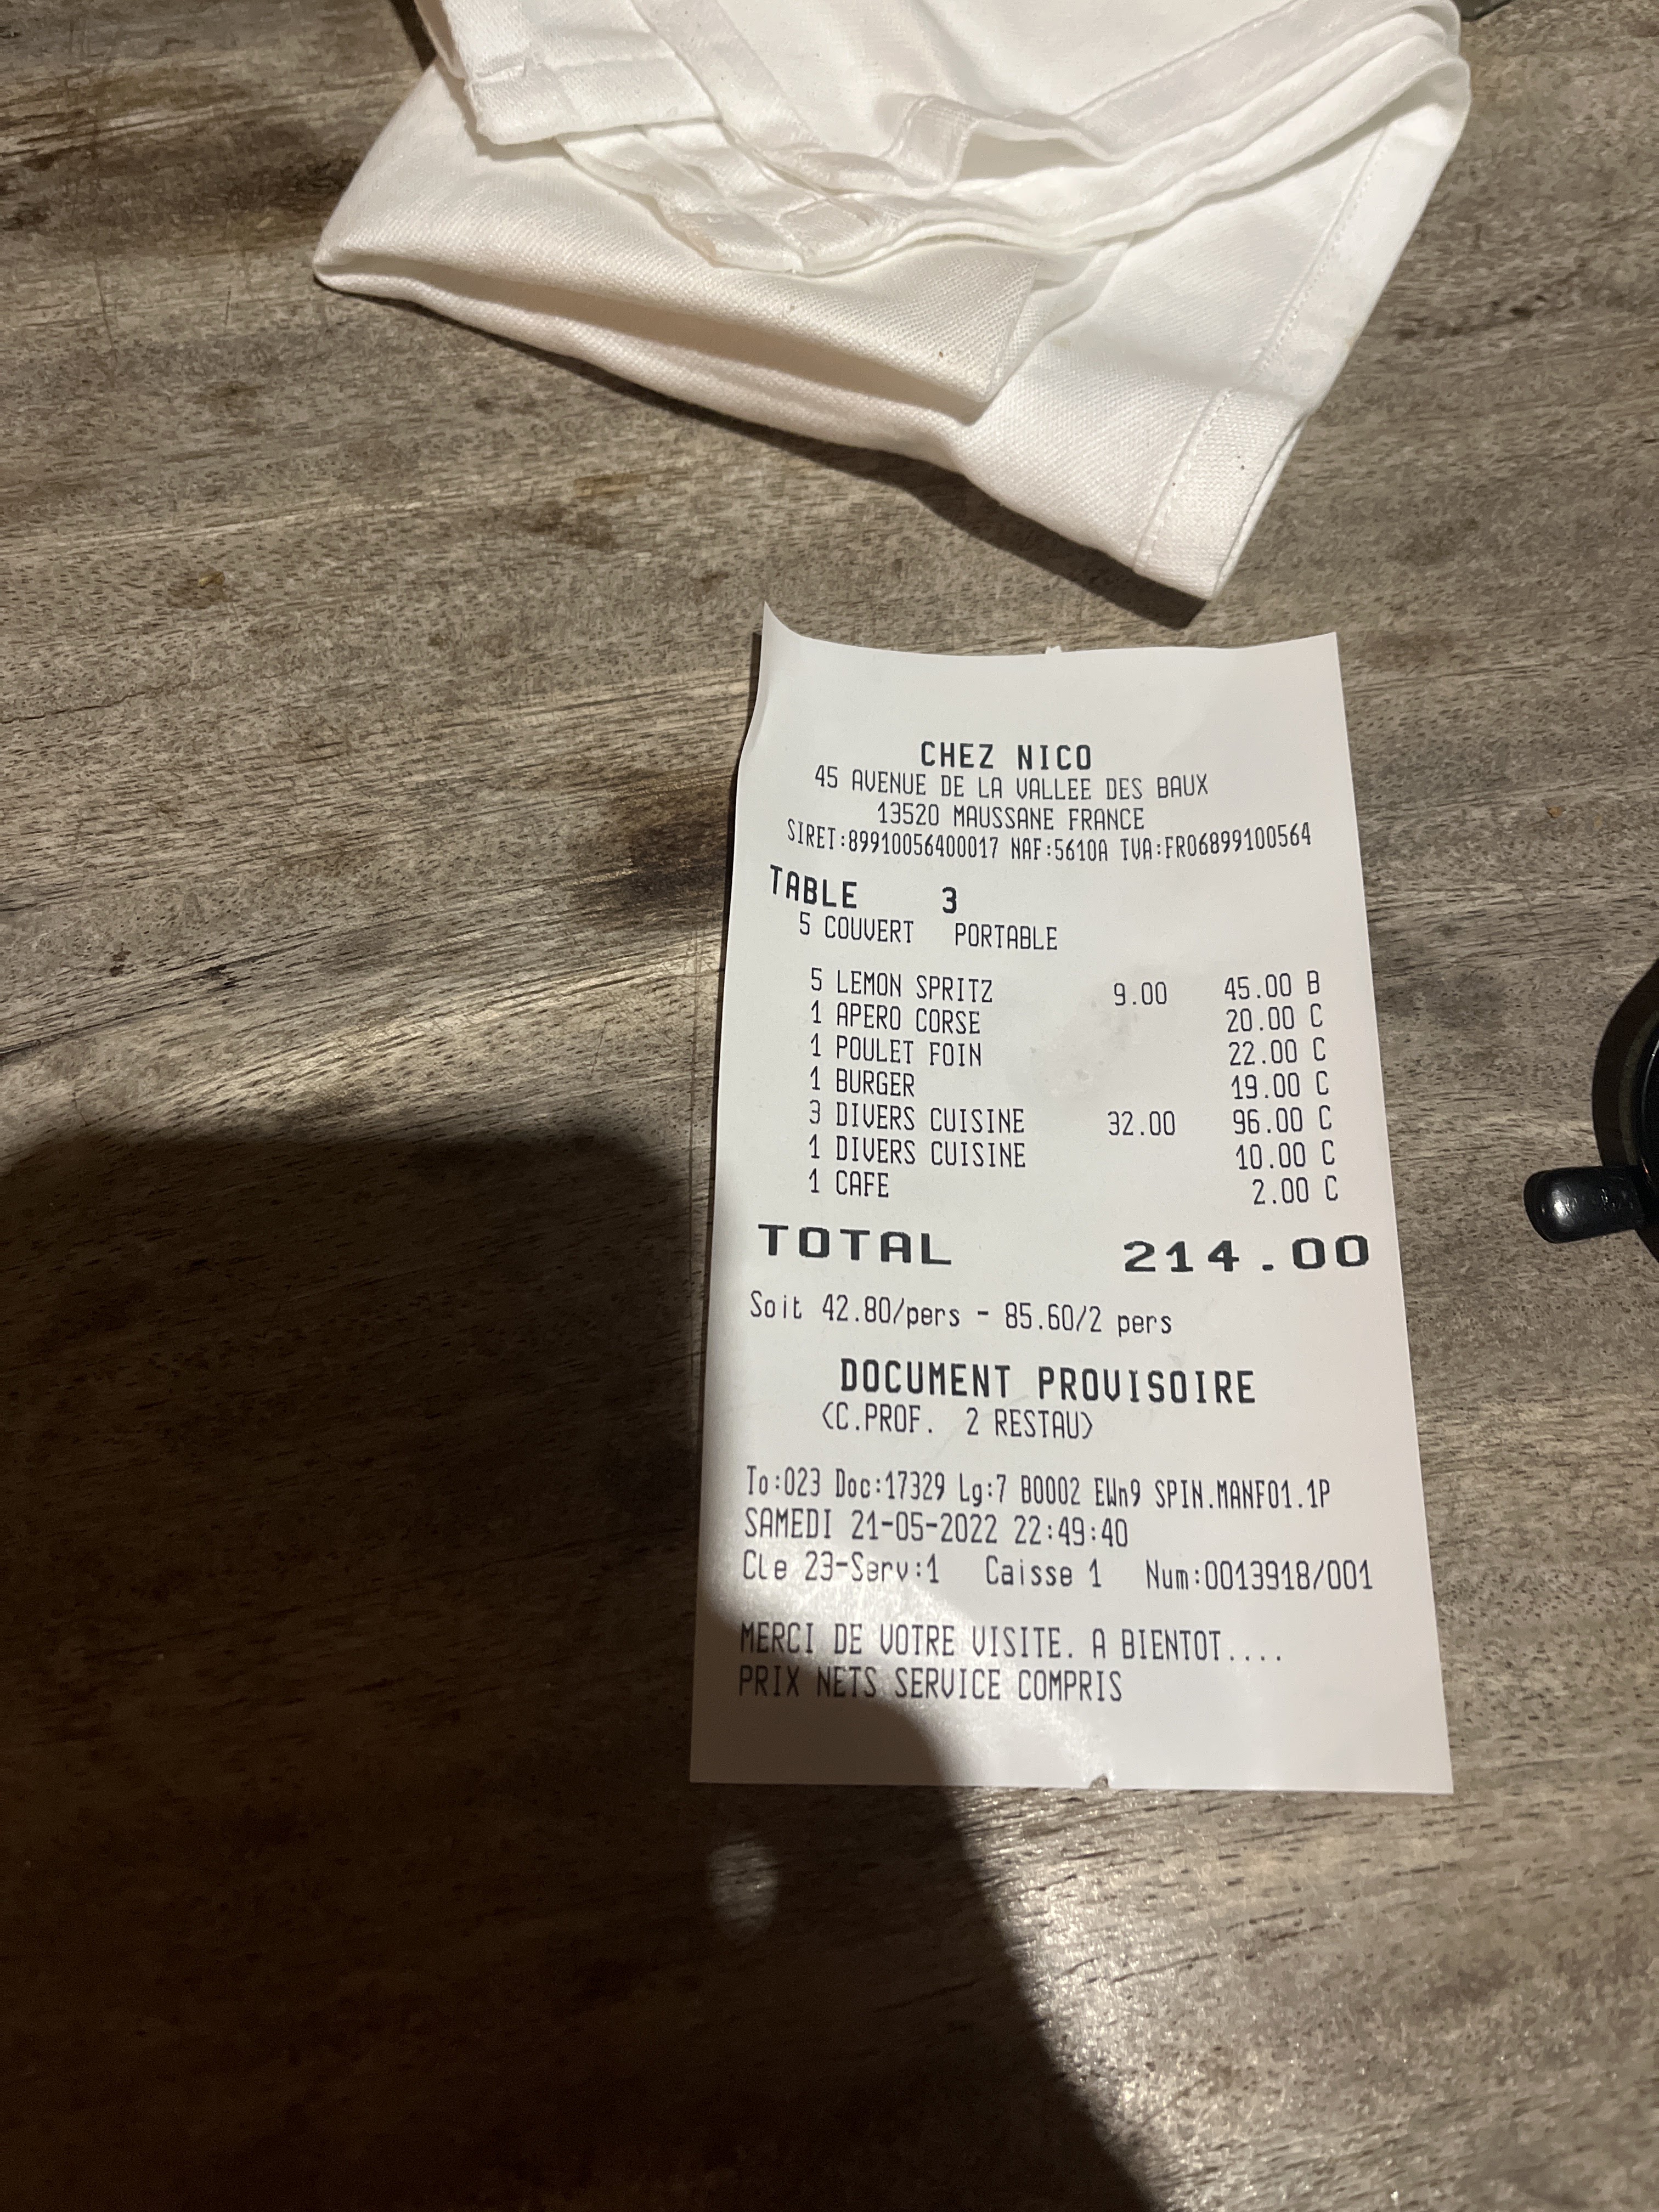 CHEZ NICO
45 AVENUE DE LA VALLEE DES BAUX
13520 MAUSSANE FRANCE
SIRET:89910056400017 NAF:5610A TVA:FR06899100564
TABLE 3
5 COUVERT PORTABLE
5 LEMON SPRITZ 9.00 45.00 B
1 APERO CORSE 20.00 C
1 POULET FOIN 22.00 C
1 BURGER 19.00 C
3 DIVERS CUISINE 32.00 96.00 C
1 DIVERS CUISINE 10.00 C
1 CAFE 2.00 C
TOTAL 214.00
Soit 42.80/pers - 85.60/2 pers
DOCUMENT PROVISOIRE
<C.PROF. 2 RESTAU>
To:023 Doc:17329 Lg:7 B0002 EWn9 SPIN.MANF01.1P
SAMEDI 21-05-2022 22:49:40
Cle 23-Serv:1 Caisse 1 Num:0013918/001
MERCI DE VOTRE VISITE. A BIENTOT....
PRIX NETS SERVICE COMPRIS